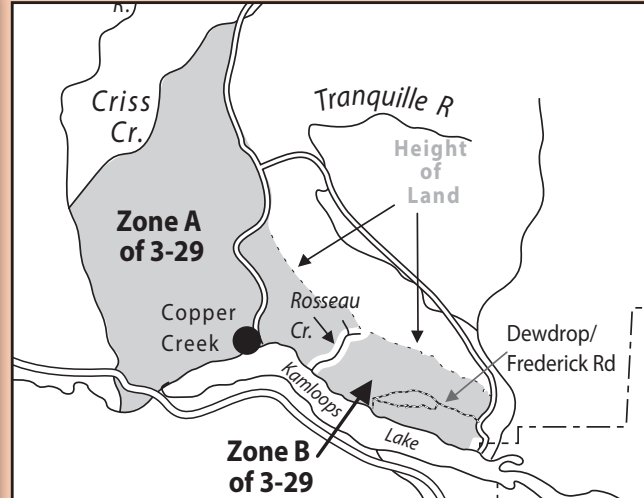 R.
Criss
Cr.
Tranquille R
Height
of
Land
Zone A
of 3-29
Rosseau
Cr.
Copper
Creek
Dewdrop/
Frederick Rd
Kamloops
Lake
Zone B
of 3-29